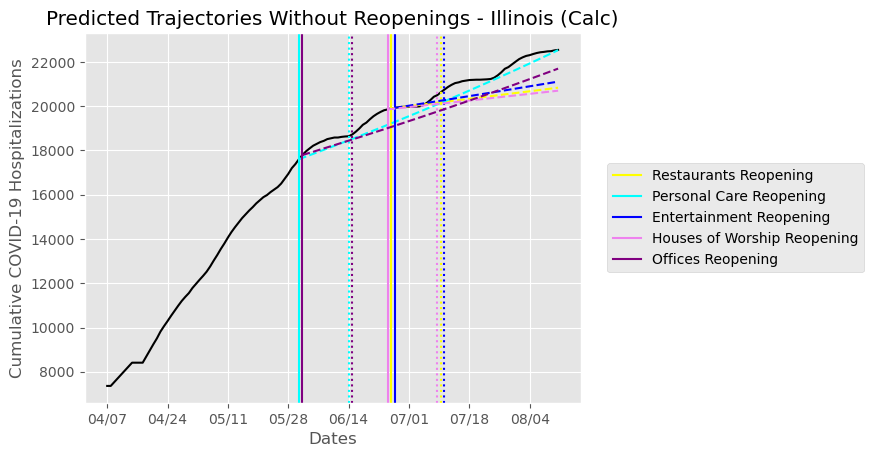 Predicted Trajectories Without Reopenings - Illinois (Calc)
Cumulative COVID-19 Hospitalizations
22000
20000
18000
16000
14000
12000
10000
8000
04/07 04/24 05/11 05/28 06/14 07/01 07/18 08/04
Dates
Restaurants Reopening
Personal Care Reopening
Entertainment Reopening
Houses of Worship Reopening
Offices Reopening